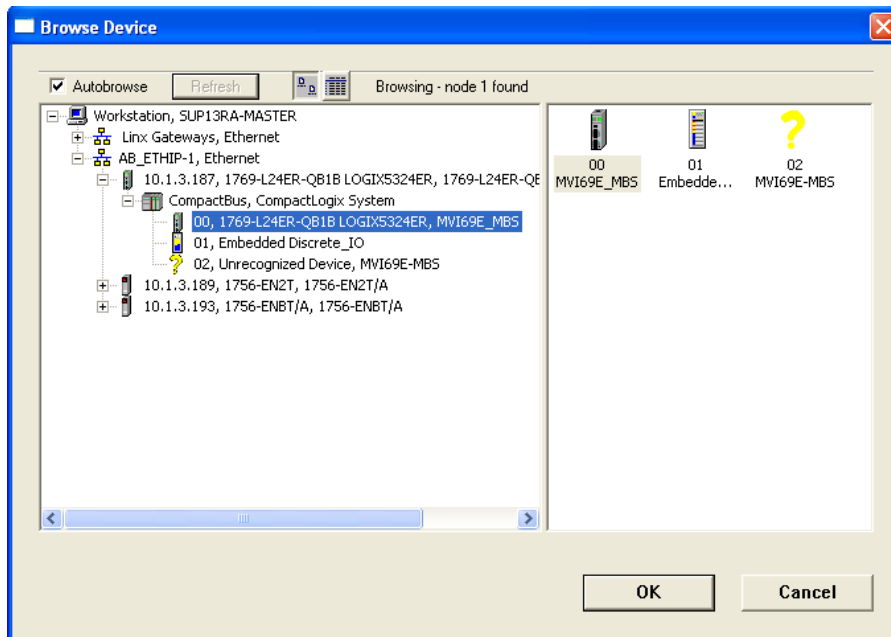 Browse Device
Autobrowse Refresh Browsing - node 1 found
Workstation, SUP13RA-MASTER
Linx Gateways, Ethernet
AB_ETHIP-1, Ethernet
10.1.3.187, 1769-L24ER-QB1B LOGIX5324ER, 1769-L24ER-QE
CompactBus, CompactLogix System
00, 1769-L24ER-QB1B LOGIX5324ER, MVI69E_MBS
01, Embedded Discrete_IO
02, Unrecognized Device, MVI69E-MBS
10.1.3.189, 1756-EN2T, 1756-EN2T/A
10.1.3.193, 1756-ENBT/A, 1756-ENBT/A
00 01 02
MVI69E_MBS Embedde... MVI69E-MBS
OK Cancel